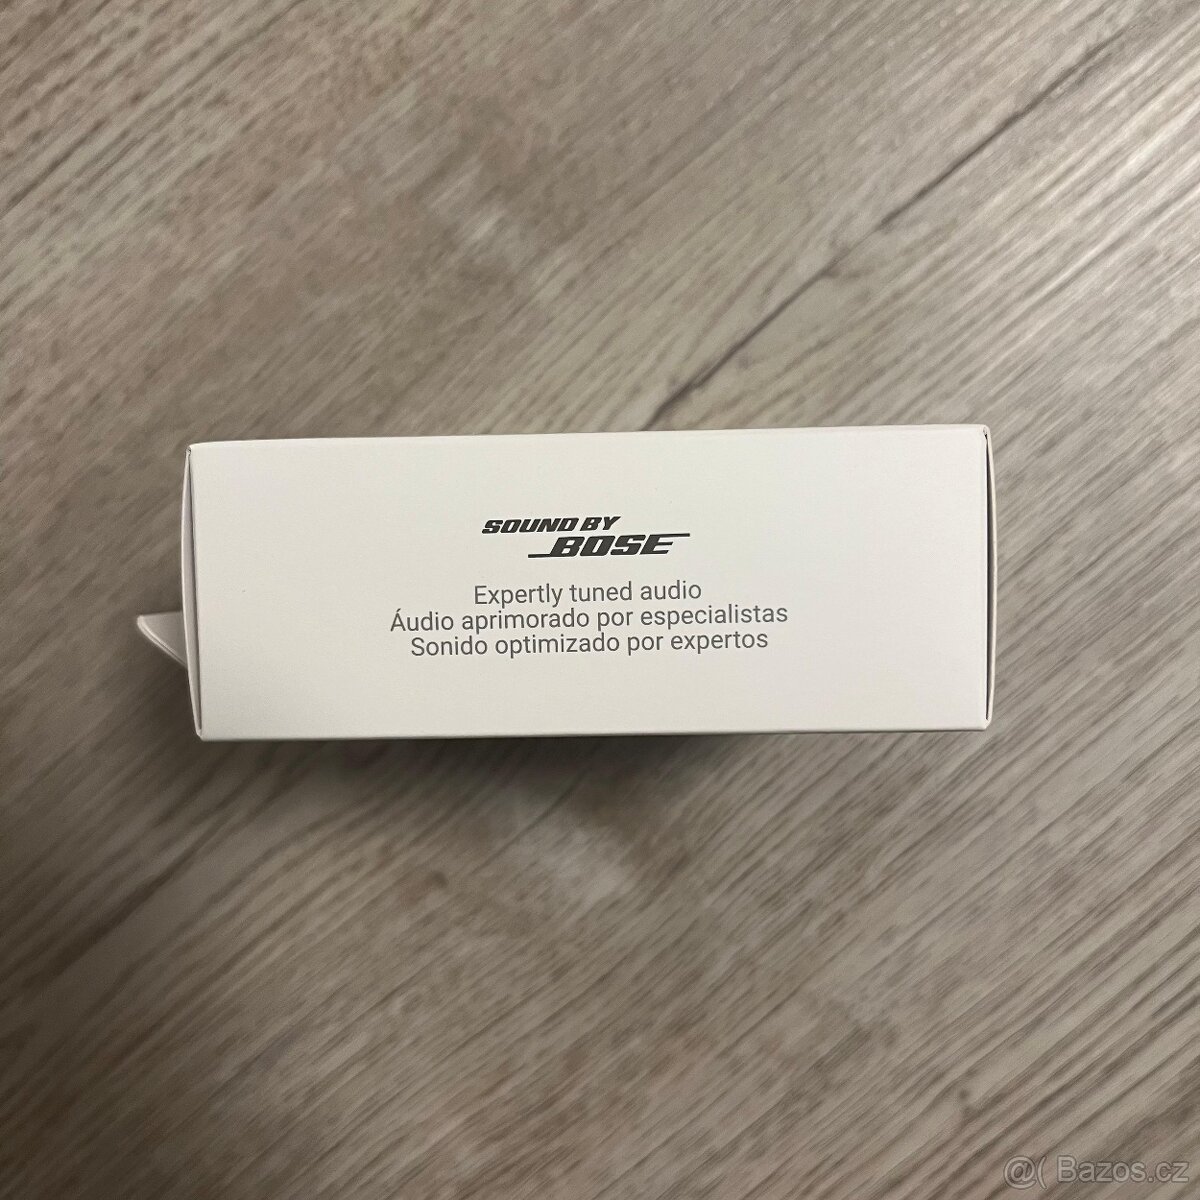 SOUND BY
BOSE
Expertly tuned audio
Áudio aprimorado por especialistas
Sonido optimizado por expertos
@( Bazos.cz